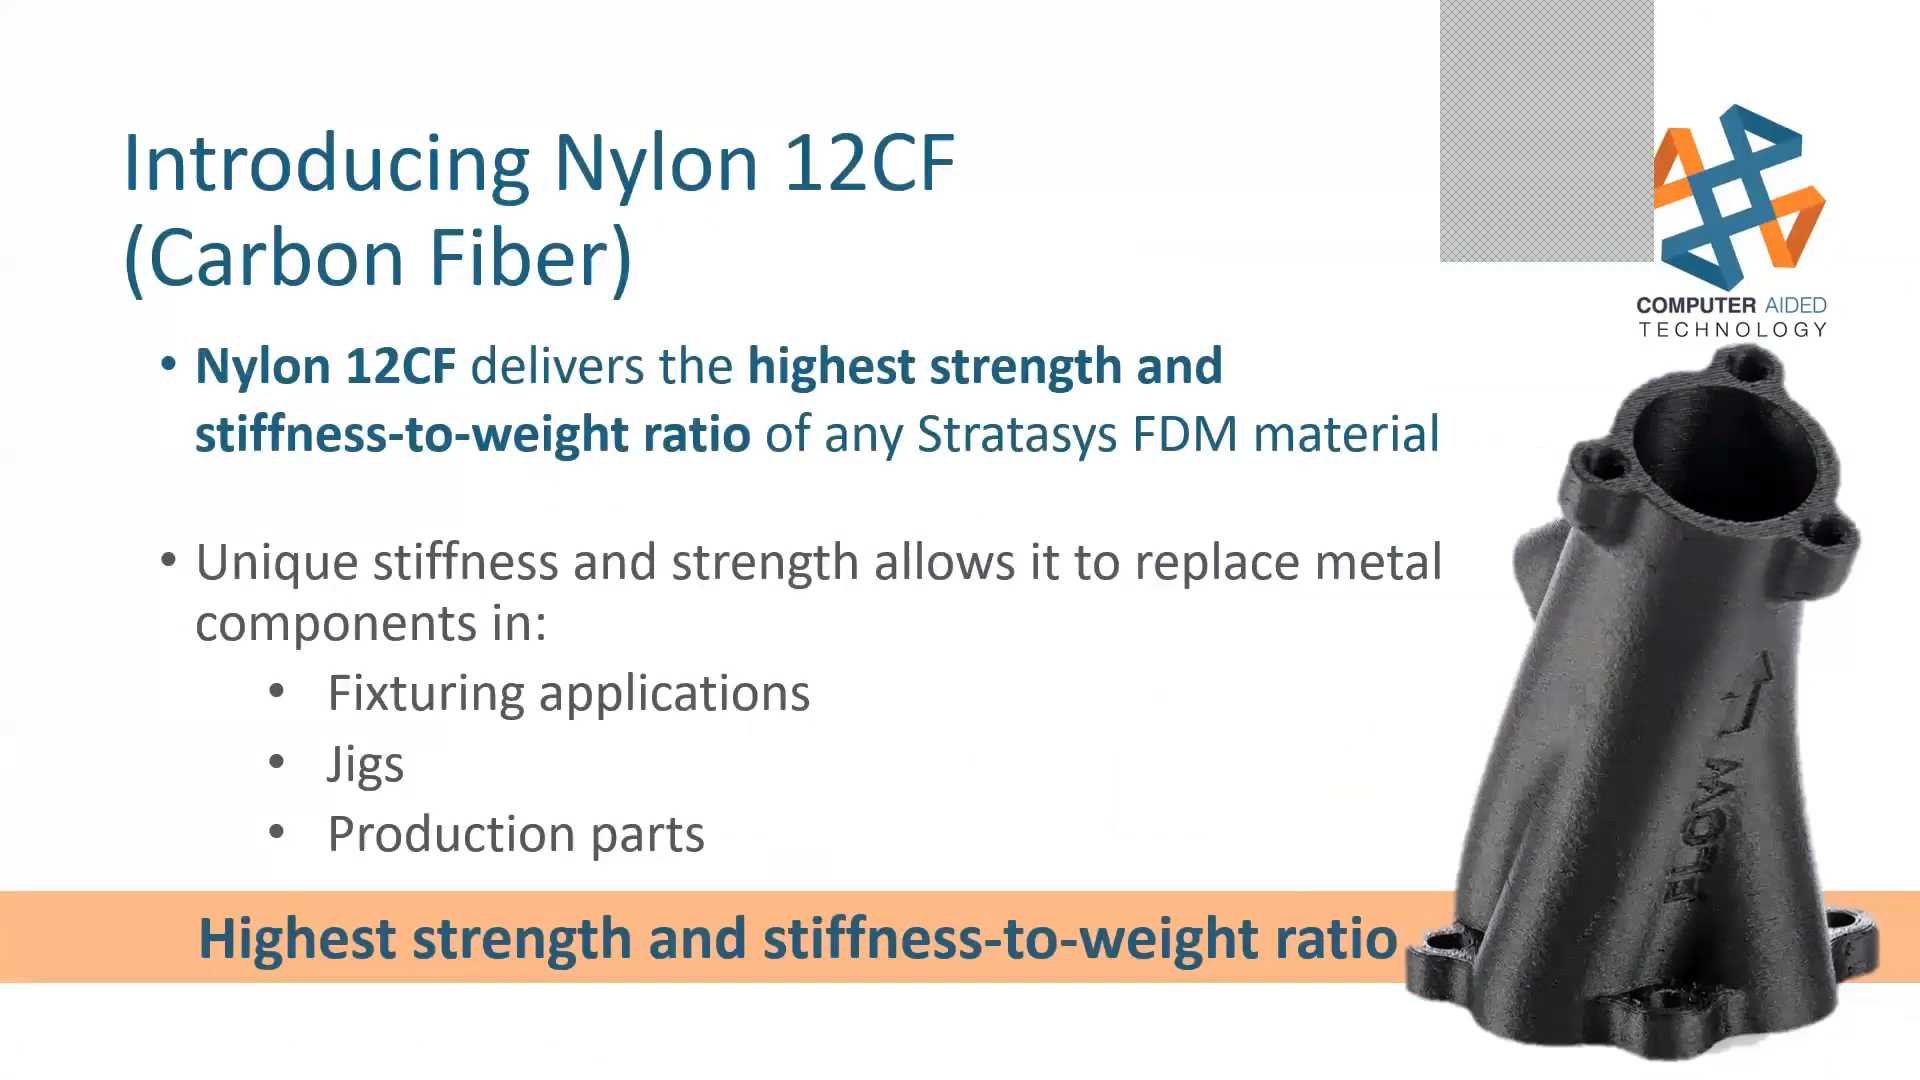 Introducing Nylon 12CF
(Carbon Fiber)
COMPUTER AIDED
TECHNOLOGY
• Nylon 12CF delivers the highest strength and
stiffness-to-weight ratio of any Stratasys FDM material
• Unique stiffness and strength allows it to replace metal
components in:
• Fixturing applications
• Jigs
• Production parts
FLOW
Highest strength and stiffness-to-weight ratio